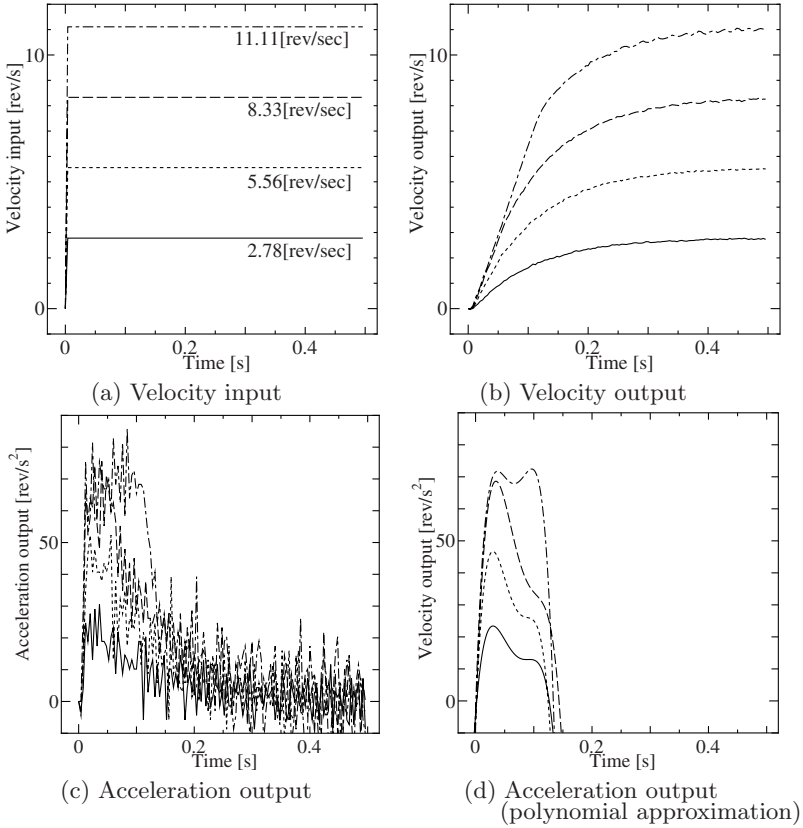 11.11[rev/sec]
8.33[rev/sec]
5.56[rev/sec]
2.78[rev/sec]
Velocity input [rev/s]
10
0
0
0.2
0.4
Time [s]
(a) Velocity input
Velocity output [rev/s]
10
0
0
0.2
0.4
Time [s]
(b) Velocity output
Acceleration output [rev/s²]
50
0
0
0.2
0.4
Time [s]
(c) Acceleration output
Velocity output [rev/s²]
50
0
0
0.2
0.4
Time [s]
(d) Acceleration output
(polynomial approximation)